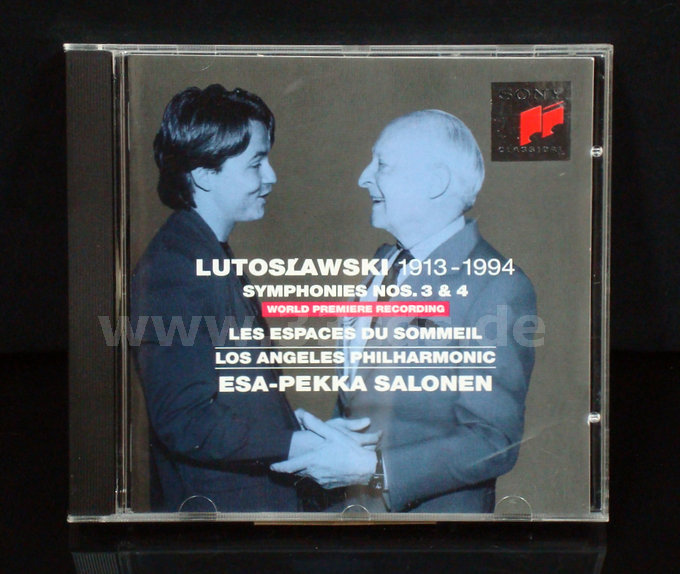 SONY
CLASSICAL
LUTOSŁAWSKI 1913-1994
SYMPHONIES NOS. 3 & 4
WORLD PREMIERE RECORDING
LES ESPACES DU SOMMEIL
LOS ANGELES PHILHARMONIC
ESA-PEKKA SALONEN